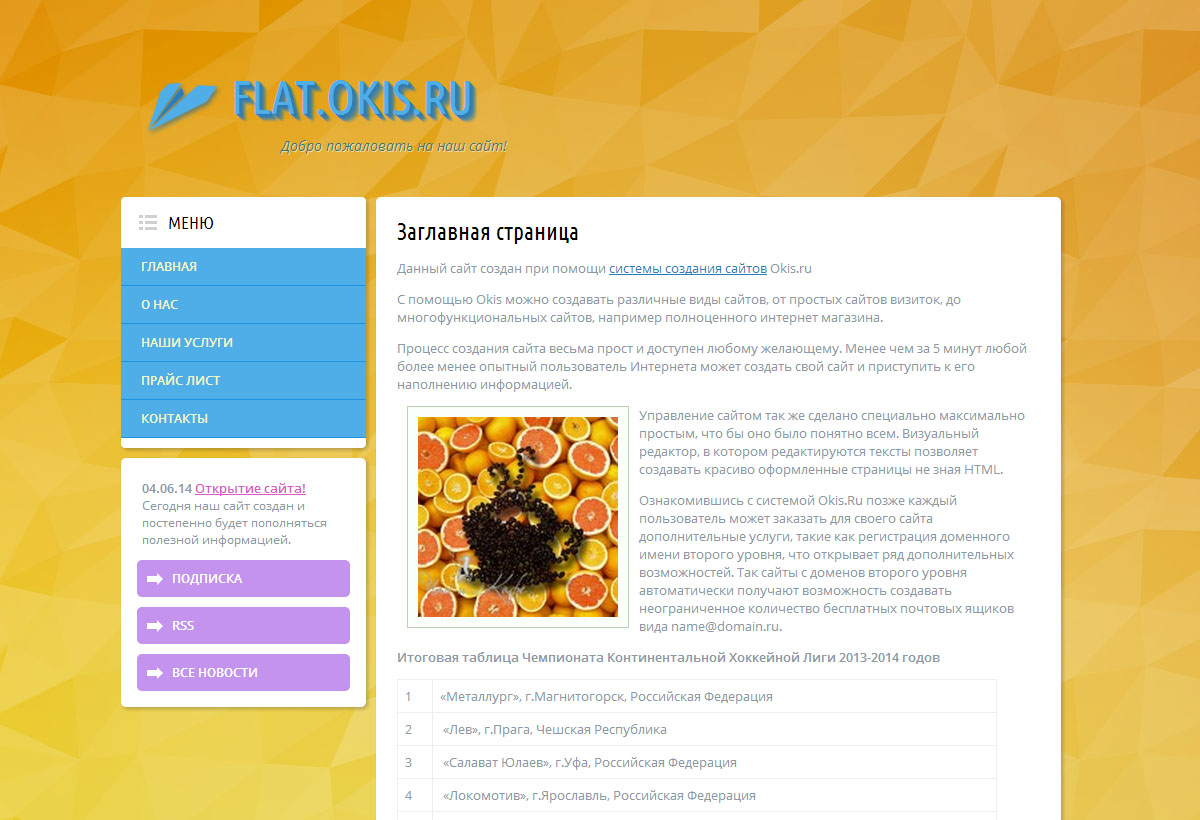 FLAT.OKIS.RU
Добро пожаловать на наш сайт!
МЕНЮ
ГЛАВНАЯ
О НАС
НАШИ УСЛУГИ
ПРАЙС ЛИСТ
КОНТАКТЫ
04.06.14 Открытие сайта!
Сегодня наш сайт создан и
постепенно будет пополняться
полезной информацией.
ПОДПИСКА
RSS
ВСЕ НОВОСТИ
Заглавная страница
Данный сайт создан при помощи системы создания сайтов Okis.ru
С помощью Okis можно создавать различные виды сайтов, от простых сайтов визиток, до
многофункциональных сайтов, например полноценного интернет магазина.
Процесс создания сайта весьма прост и доступен любому желающему. Менее чем за 5 минут любой
более менее опытный пользователь Интернета может создать свой сайт и приступить к его
наполнению информацией.
Управление сайтом так же сделано специально максимально
простым, что бы оно было понятно всем. Визуальный
редактор, в котором редактируются тексты позволяет
создавать красиво оформленные страницы не зная HTML.
Ознакомившись с системой Okis.Ru позже каждый
пользователь может заказать для своего сайта
дополнительные услуги, такие как регистрация доменного
имени второго уровня, что открывает ряд дополнительных
возможностей. Так сайты с доменов второго уровня
автоматически получают возможность создавать
неограниченное количество бесплатных почтовых ящиков
вида name@domain.ru.
Итоговая таблица Чемпионата Континентальной Хоккейной Лиги 2013-2014 годов
1 «Металлург», г.Магнитогорск, Российская Федерация
2 «Лев», г.Прага, Чешская Республика
3 «Салават Юлаев», г.Уфа, Российская Федерация
4 «Локомотив», г.Ярославль, Российская Федерация